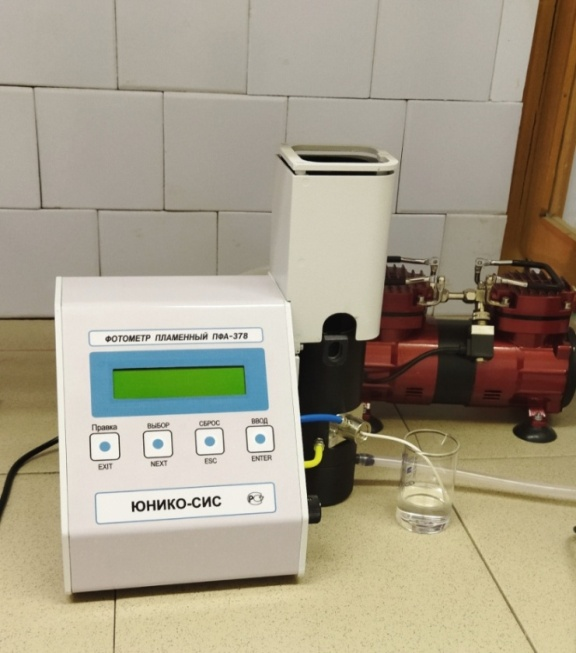 ФОТОМЕТР ПЛАМЕННЫЙ ПФА-378
Правка ВЫБОР СБРОС ВВОД
EXIT NEXT ESC ENTER
ЮНИКО-СИС